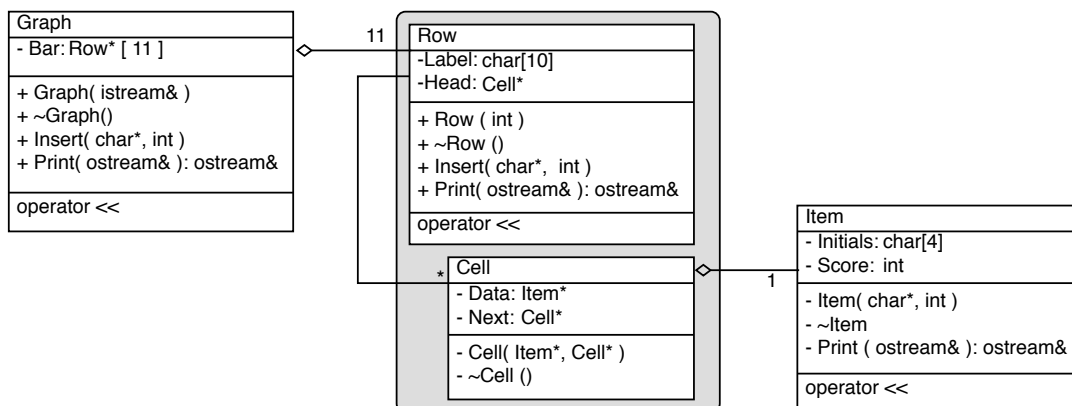 Graph
- Bar: Row* [ 11 ]
+ Graph( istream& )
+ ~Graph()
+ Insert( char*, int )
+ Print( ostream& ): ostream&
operator <<
11
Row
-Label: char[10]
-Head: Cell*
+ Row ( int )
+ ~Row ()
+ Insert( char*, int )
+ Print( ostream& ): ostream&
operator <<
*
Cell
- Data: Item*
- Next: Cell*
- Cell( Item*, Cell* )
- ~Cell ()
1
Item
- Initials: char[4]
- Score: int
- Item( char*, int )
- ~Item
- Print ( ostream& ): ostream&
operator <<